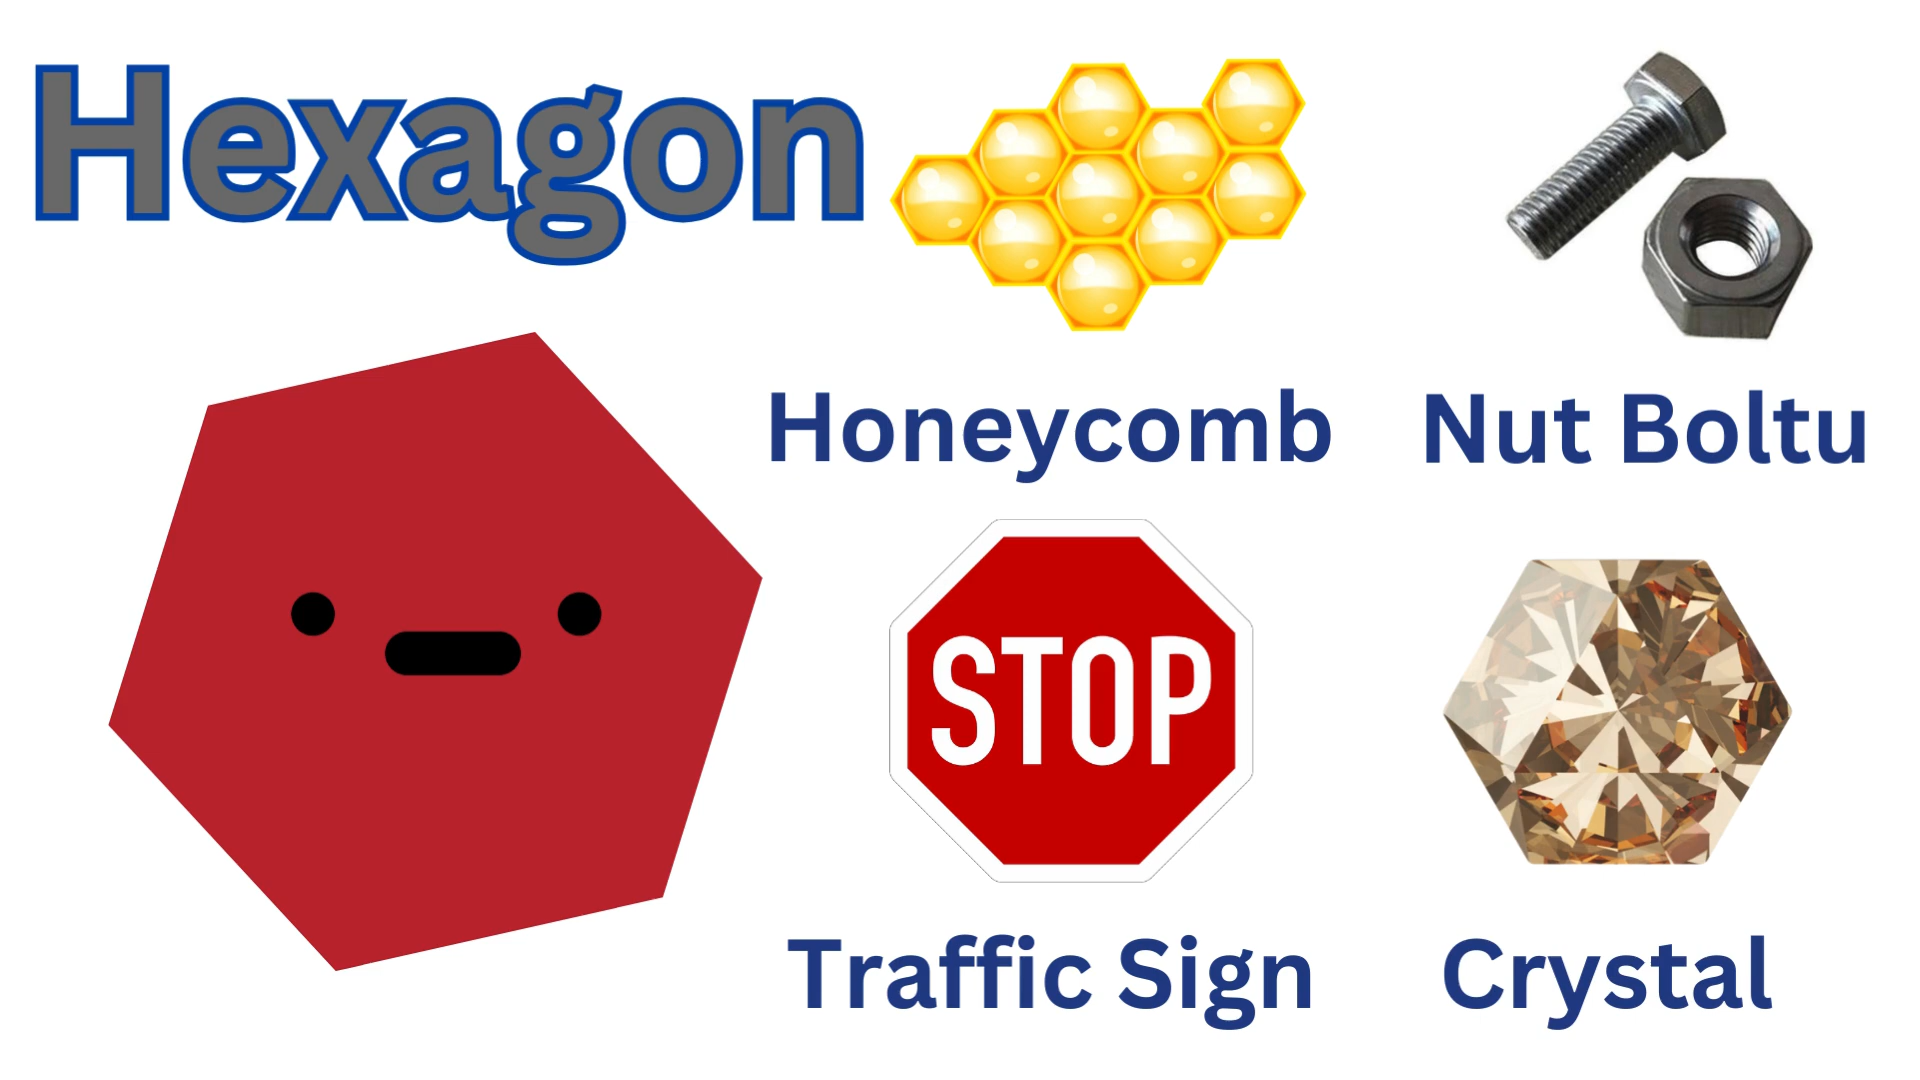 Hexagon
Honeycomb
Nut Boltu
STOP
Traffic Sign
Crystal